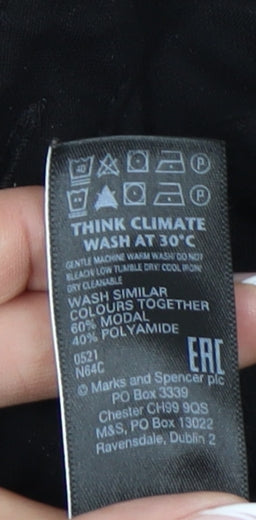 40 P
P
THINK CLIMATE
WASH AT 30°C
GENTLE MACHINE WARM WASH/ DO NOT
BLEACH/ LOW TUMBLE DRY/ COOL IRON/
DRY CLEANABLE
WASH SIMILAR
COLOURS TOGETHER
60% MODAL
40% POLYAMIDE
0521
N64C
EAC
© Marks and Spencer plc
PO Box 3339
Chester CH99 9QS
M&S, PO Box 13022
Ravensdale, Dublin 2